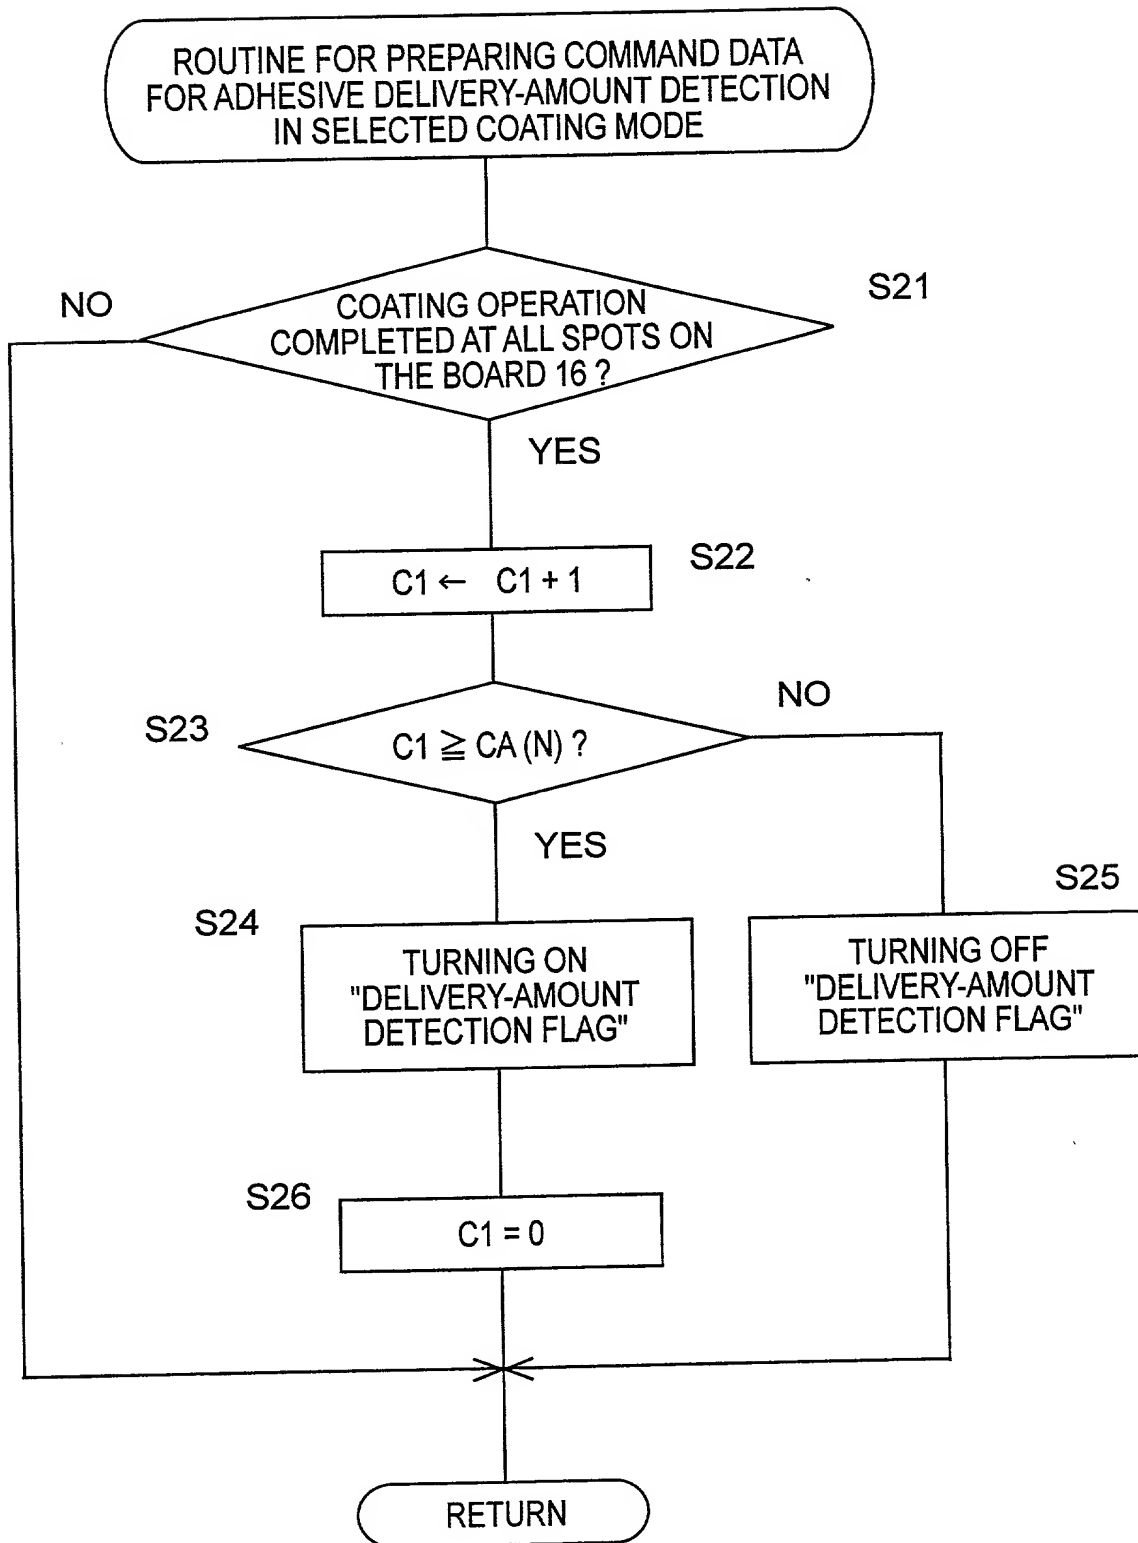 ROUTINE FOR PREPARING COMMAND DATA
FOR ADHESIVE DELIVERY-AMOUNT DETECTION
IN SELECTED COATING MODE
NO
S21
COATING OPERATION
COMPLETED AT ALL SPOTS ON
THE BOARD 16 ?
YES
S22
C1 ← C1 + 1
NO
S23
C1 ≧ CA (N) ?
YES
S25
S24
TURNING ON
"DELIVERY-AMOUNT
DETECTION FLAG"
TURNING OFF
"DELIVERY-AMOUNT
DETECTION FLAG"
S26
C1 = 0
RETURN